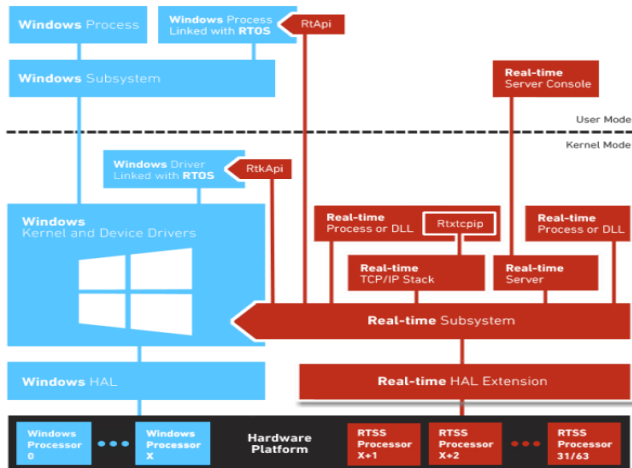 Windows Process
Windows Process
Linked with RTOS
RtApi
Windows Subsystem
Real-time
Server Console
User Mode
Kernel Mode
Windows Driver
Linked with RTOS
RtkApi
Windows
Kernel and Device Drivers
Real-time
Process or DLL
Rtxtcpip
Real-time
Process or DLL
Real-time
TCP/IP Stack
Real-time
Server
Real-time Subsystem
Windows HAL
Real-time HAL Extension
Windows
Processor
0
Windows
Processor
X
Hardware
Platform
RTSS
Processor
X+1
RTSS
Processor
X+2
RTSS
Processor
31/63